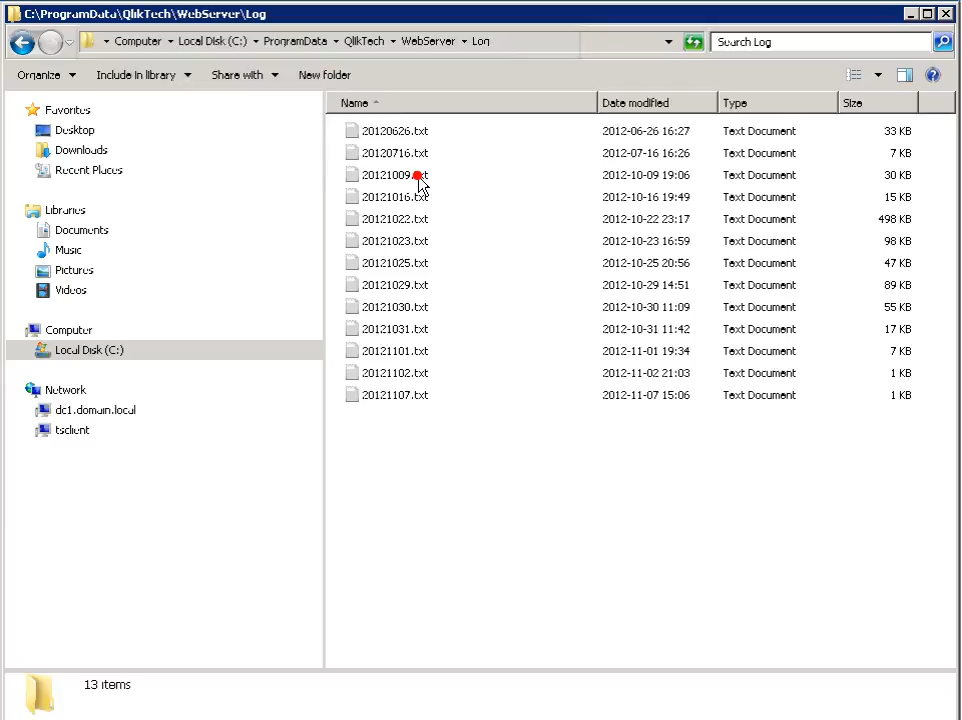 C:\ProgramData\QlikTech\WebServer\Log
Computer Local Disk (C:) ProgramData QlikTech WebServer Log
Search Log
Organize Include in library Share with New folder
Favorites
Desktop
Downloads
Recent Places
Libraries
Documents
Music
Pictures
Videos
Computer
Local Disk (C:)
Network
dc1.domain.local
tsclient
Name Date modified Type Size
20120626.txt 2012-06-26 16:27 Text Document 33 KB
20120716.txt 2012-07-16 16:26 Text Document 7 KB
20121009.txt 2012-10-09 19:06 Text Document 30 KB
20121016.txt 2012-10-16 19:49 Text Document 15 KB
20121022.txt 2012-10-22 23:17 Text Document 498 KB
20121023.txt 2012-10-23 16:59 Text Document 98 KB
20121025.txt 2012-10-25 20:56 Text Document 47 KB
20121029.txt 2012-10-29 14:51 Text Document 89 KB
20121030.txt 2012-10-30 11:09 Text Document 55 KB
20121031.txt 2012-10-31 11:42 Text Document 17 KB
20121101.txt 2012-11-01 19:34 Text Document 7 KB
20121102.txt 2012-11-02 21:03 Text Document 1 KB
20121107.txt 2012-11-07 15:06 Text Document 1 KB
13 items